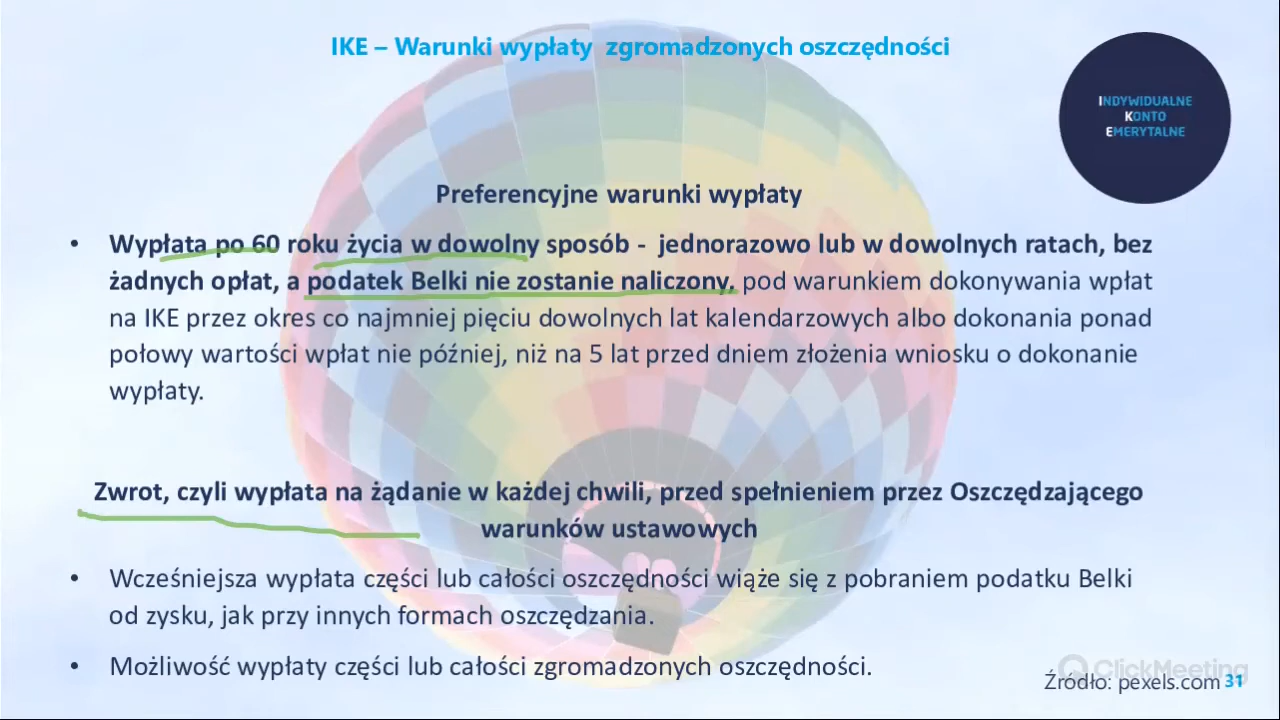 IKE – Warunki wypłaty zgromadzonych oszczędności
INDYWIDUALNE
KONTO
EMERYTALNE
Preferencyjne warunki wypłaty
• Wypłata po 60 roku życia w dowolny sposób - jednorazowo lub w dowolnych ratach, bez
żadnych opłat, a podatek Belki nie zostanie naliczony. pod warunkiem dokonywania wpłat
na IKE przez okres co najmniej pięciu dowolnych lat kalendarzowych albo dokonania ponad
połowy wartości wpłat nie później, niż na 5 lat przed dniem złożenia wniosku o dokonanie
wypłaty.
Zwrot, czyli wypłata na żądanie w każdej chwili, przed spełnieniem przez Oszczędzającego
warunków ustawowych
• Wcześniejsza wypłata części lub całości oszczędności wiąże się z pobraniem podatku Belki
od zysku, jak przy innych formach oszczędzania.
• Możliwość wypłaty części lub całości zgromadzonych oszczędności.
ClickMeeting
Źródło: pexels.com 31